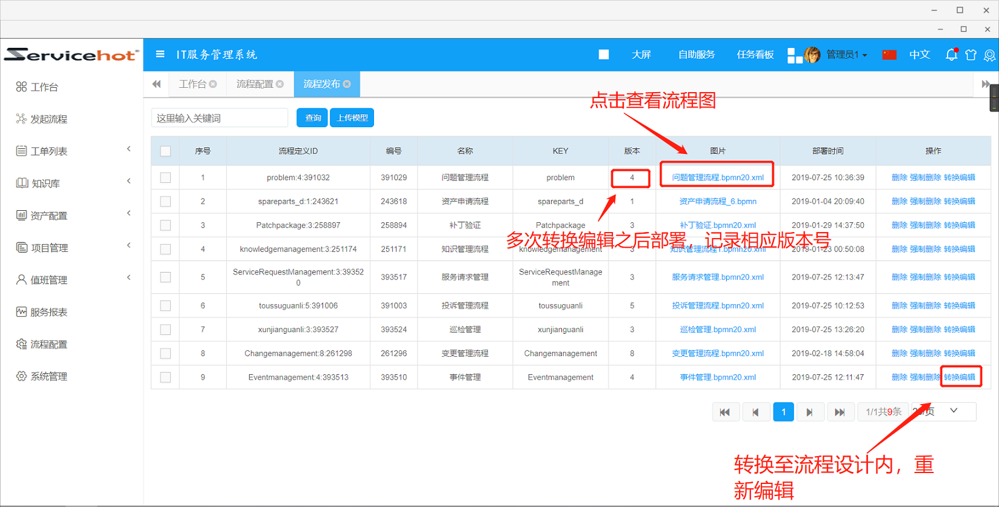 Servicehot®
IT服务管理系统
大屏
自助服务
任务看板
管理员1
中文
工作台
发起流程
工单列表
知识库
资产配置
项目管理
值班管理
服务报表
流程配置
系统管理
工作台
流程配置
流程发布
点击查看流程图
这里输入关键词
查询
上传模型
序号 流程定义ID 编号 名称 KEY 版本 图片 部署时间 操作
1 problem:4:391032 391029 问题管理流程 problem 4 问题管理流程.bpmn20.xml 2019-07-25 10:36:39 删除 强制删除 转换编辑
2 spareparts_d:1:243621 243618 资产申请流程 spareparts_d 1 资产申请流程_6.bpmn 2019-01-04 20:09:40 删除 强制删除 转换编辑
3 Patchpackage:3:258897 258894 补丁验证 Patchpackage 3 补丁验证.bpmn20.xml 2019-01-29 14:37:50 删除 强制删除 转换编辑
多次转换编辑之后部署，记录相应版本号
4 knowledgemanagement:3:251174 251171 知识管理流程 knowledgemanagement 3 知识管理流程1.bpmn20.xml 2019-01-23 00:50:08 删除 强制删除 转换编辑
5 ServiceRequestManagement:3:39352 393517 服务请求管理 ServiceRequestManage 3 服务请求管理.bpmn20.xml 2019-07-25 12:13:47 删除 强制删除 转换编辑
0 ment
6 toussuguanli:5:391006 391003 投诉管理流程 toussuguanli 5 投诉管理流程.bpmn20.xml 2019-07-25 10:12:53 删除 强制删除 转换编辑
7 xunjianguanli:3:393527 393524 巡检管理 xunjianguanli 3 巡检管理.bpmn20.xml 2019-07-25 13:26:20 删除 强制删除 转换编辑
8 Changemanagement:8:261298 261296 变更管理流程 Changemanagement 8 变更管理流程.bpmn20.xml 2019-02-18 14:58:04 删除 强制删除 转换编辑
9 Eventmanagement:4:393513 393510 事件管理 Eventmanagement 4 事件管理.bpmn20.xml 2019-07-25 12:11:47 删除 强制删除 转换编辑
1
1/1共9条
转换至流程设计内，重
新编辑